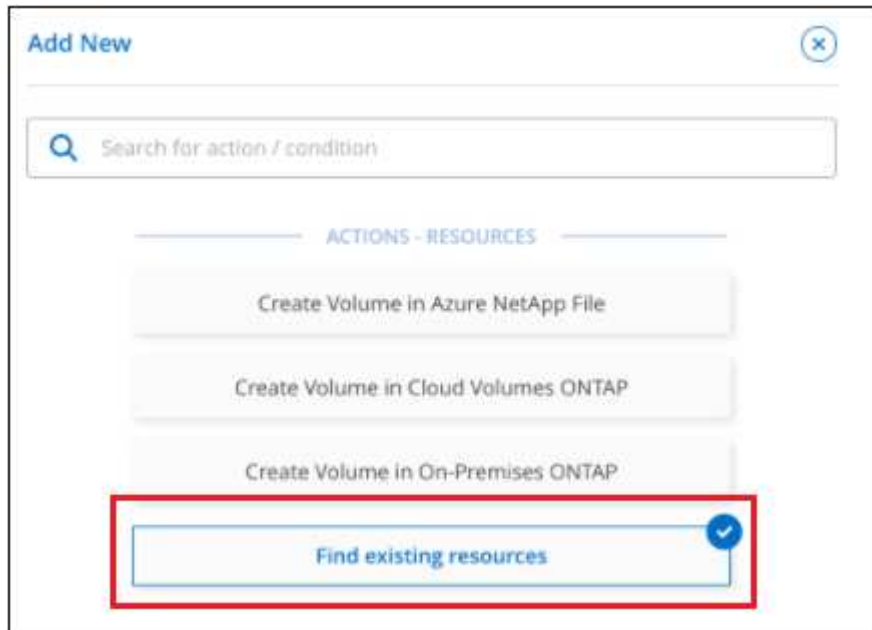 Add New
Search for action / condition
ACTIONS - RESOURCES
Create Volume in Azure NetApp File
Create Volume in Cloud Volumes ONTAP
Create Volume in On-Premises ONTAP
Find existing resources